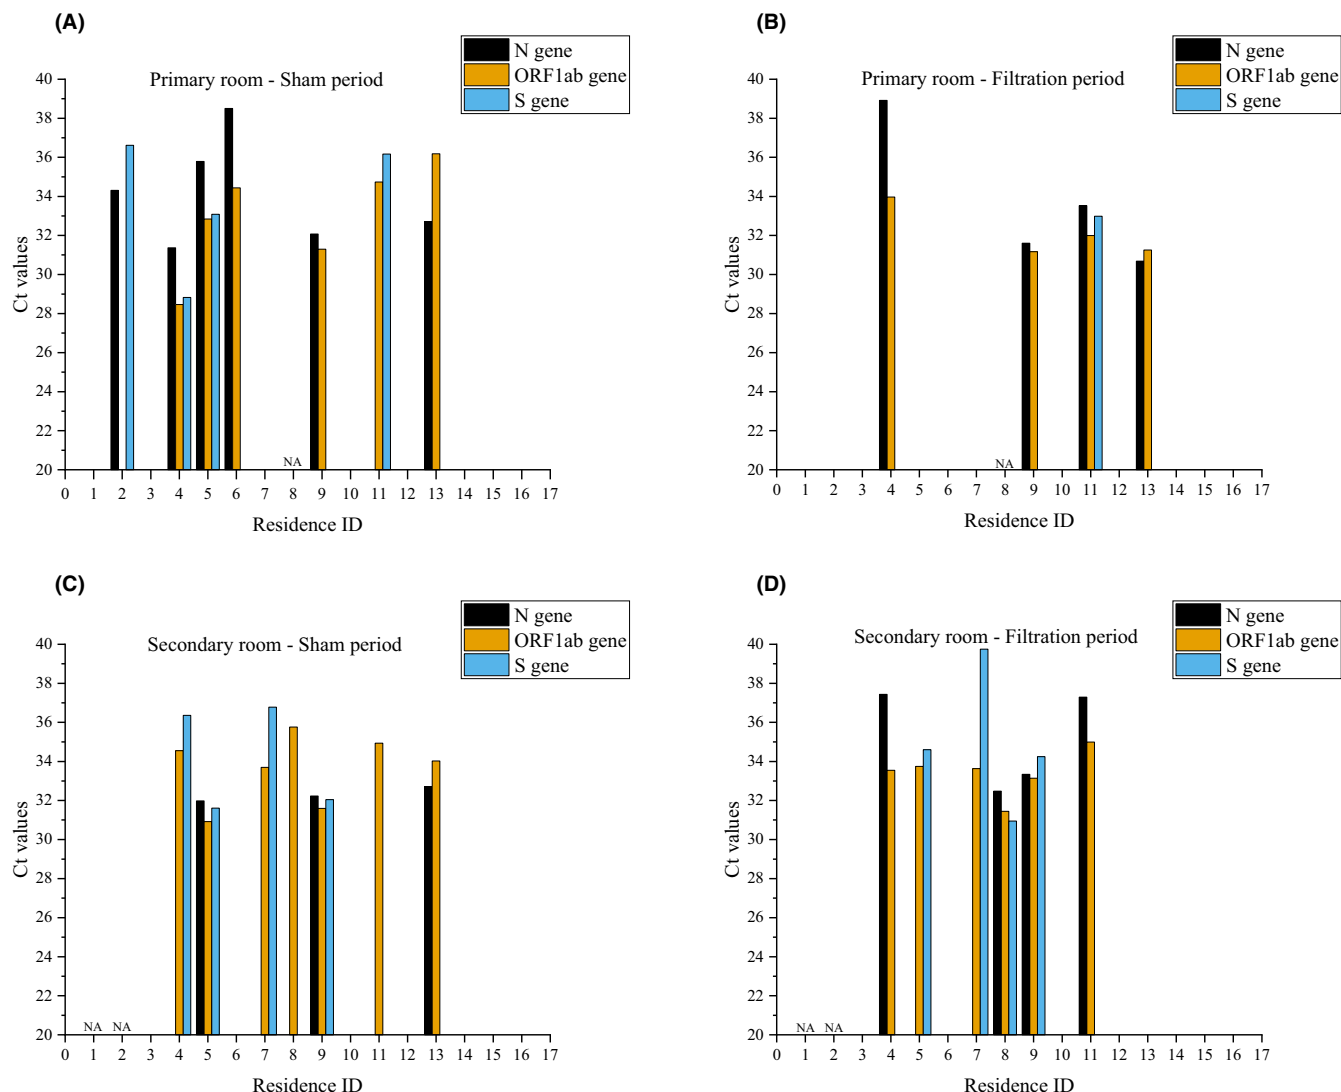 (A)
N gene
ORF1ab gene
S gene
Primary room - Sham period
40
38
36
34
32
30
28
26
24
22
20
Ct values
NA
0 1 2 3 4 5 6 7 8 9 10 11 12 13 14 15 16 17
Residence ID
(B)
N gene
ORF1ab gene
S gene
Primary room - Filtration period
40
38
36
34
32
30
28
26
24
22
20
Ct values
NA
0 1 2 3 4 5 6 7 8 9 10 11 12 13 14 15 16 17
Residence ID
(C)
N gene
ORF1ab gene
S gene
Secondary room - Sham period
40
38
36
34
32
30
28
26
24
22
20
Ct values
NA NA
0 1 2 3 4 5 6 7 8 9 10 11 12 13 14 15 16 17
Residence ID
(D)
N gene
ORF1ab gene
S gene
Secondary room - Filtration period
40
38
36
34
32
30
28
26
24
22
20
Ct values
NA NA
0 1 2 3 4 5 6 7 8 9 10 11 12 13 14 15 16 17
Residence ID